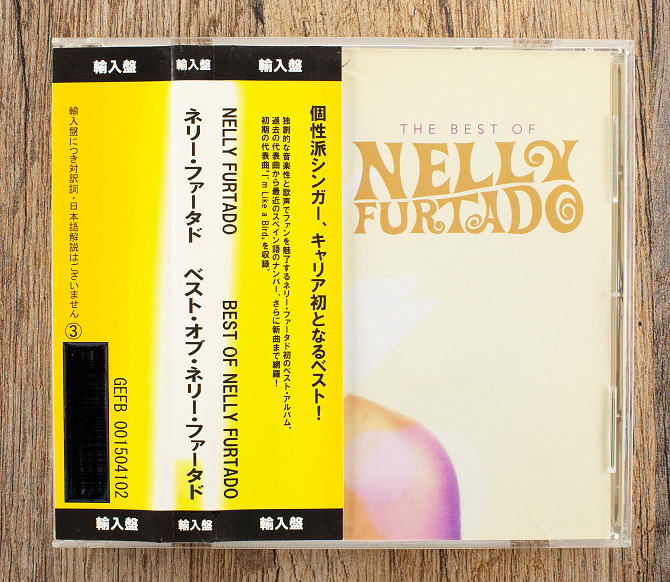 輸入盤
輸入盤
輸入盤
個性派シンガー、キャリア初となるベスト!
独創的な音楽性と歌声でファンを魅了するネリー・ファータド初のベスト・アルバム。
過去の代表曲から最近のスペイン語のナンバー、さらに新曲まで網羅!
初期の代表曲“I'm Like a Bird”を収録。
NELLY FURTADO BEST OF NELLY FURTADO
ネリー・ファータド ベスト・オブ・ネリー・ファータド
輸入盤につき対訳詞・日本語解説はございません ③
GEFB 001504102
輸入盤
輸入盤
輸入盤
THE BEST OF
NELLY
FURTADO